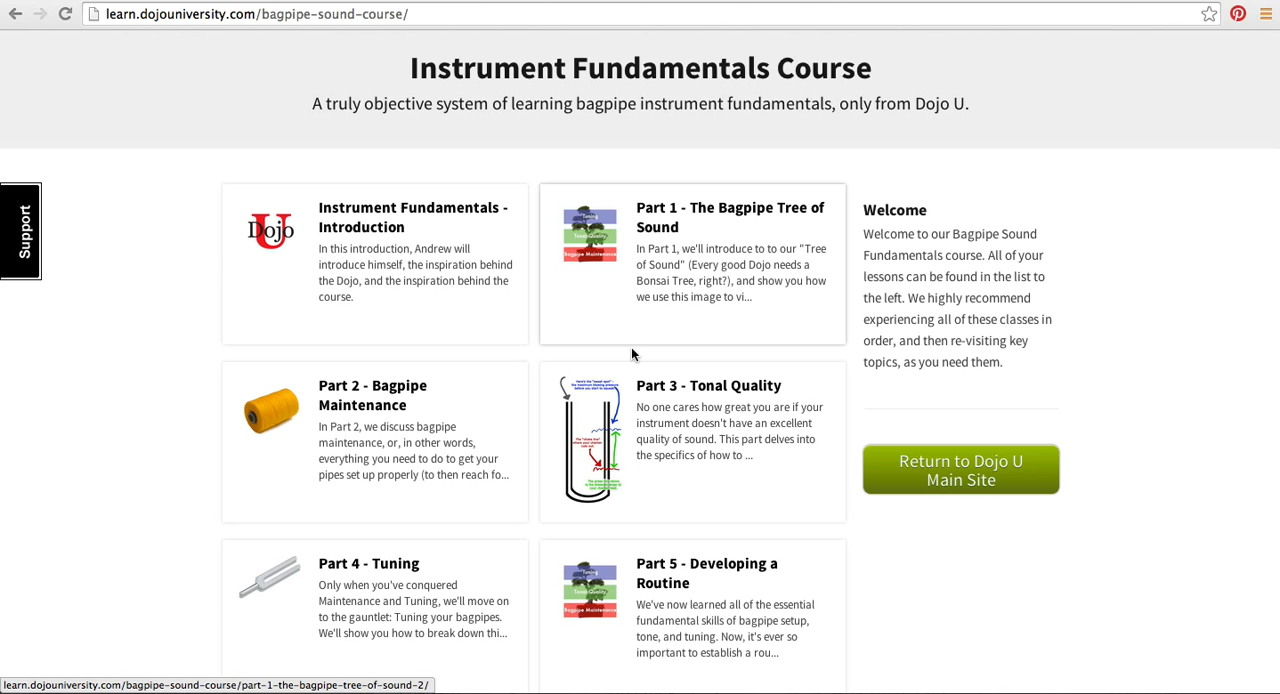 learn.dojouniversity.com/bagpipe-sound-course/
Instrument Fundamentals Course
A truly objective system of learning bagpipe instrument fundamentals, only from Dojo U.
Support
Dojo U
Instrument Fundamentals -
Introduction
In this introduction, Andrew will
introduce himself, the inspiration behind
the Dojo, and the inspiration behind the
course.
Tuning
Tonal Quality
Bagpipe Maintenance
Part 1 - The Bagpipe Tree of
Sound
In Part 1, we'll introduce to to our "Tree
of Sound" (Every good Dojo needs a
Bonsai Tree, right?), and show you how
we use this image to vi...
Part 2 - Bagpipe
Maintenance
In Part 2, we discuss bagpipe
maintenance, or, in other words,
everything you need to do to get your
pipes set up properly (to then reach fo...
Part 3 - Tonal Quality
No one cares how great you are if your
instrument doesn't have an excellent
quality of sound. This part delves into
the specifics of how to ...
Part 4 - Tuning
Only when you've conquered
Maintenance and Tuning, we'll move on
to the gauntlet: Tuning your bagpipes.
We'll show you how to break down thi...
Tuning
Tonal Quality
Bagpipe Maintenance
Part 5 - Developing a
Routine
We've now learned all of the essential
fundamental skills of bagpipe setup,
tone, and tuning. Now, it's ever so
important to establish a rou...
Welcome
Welcome to our Bagpipe Sound
Fundamentals course. All of your
lessons can be found in the list to
the left. We highly recommend
experiencing all of these classes in
order, and then re-visiting key
topics, as you need them.
Return to Dojo U
Main Site
learn.dojouniversity.com/bagpipe-sound-course/part-1-the-bagpipe-tree-of-sound-2/